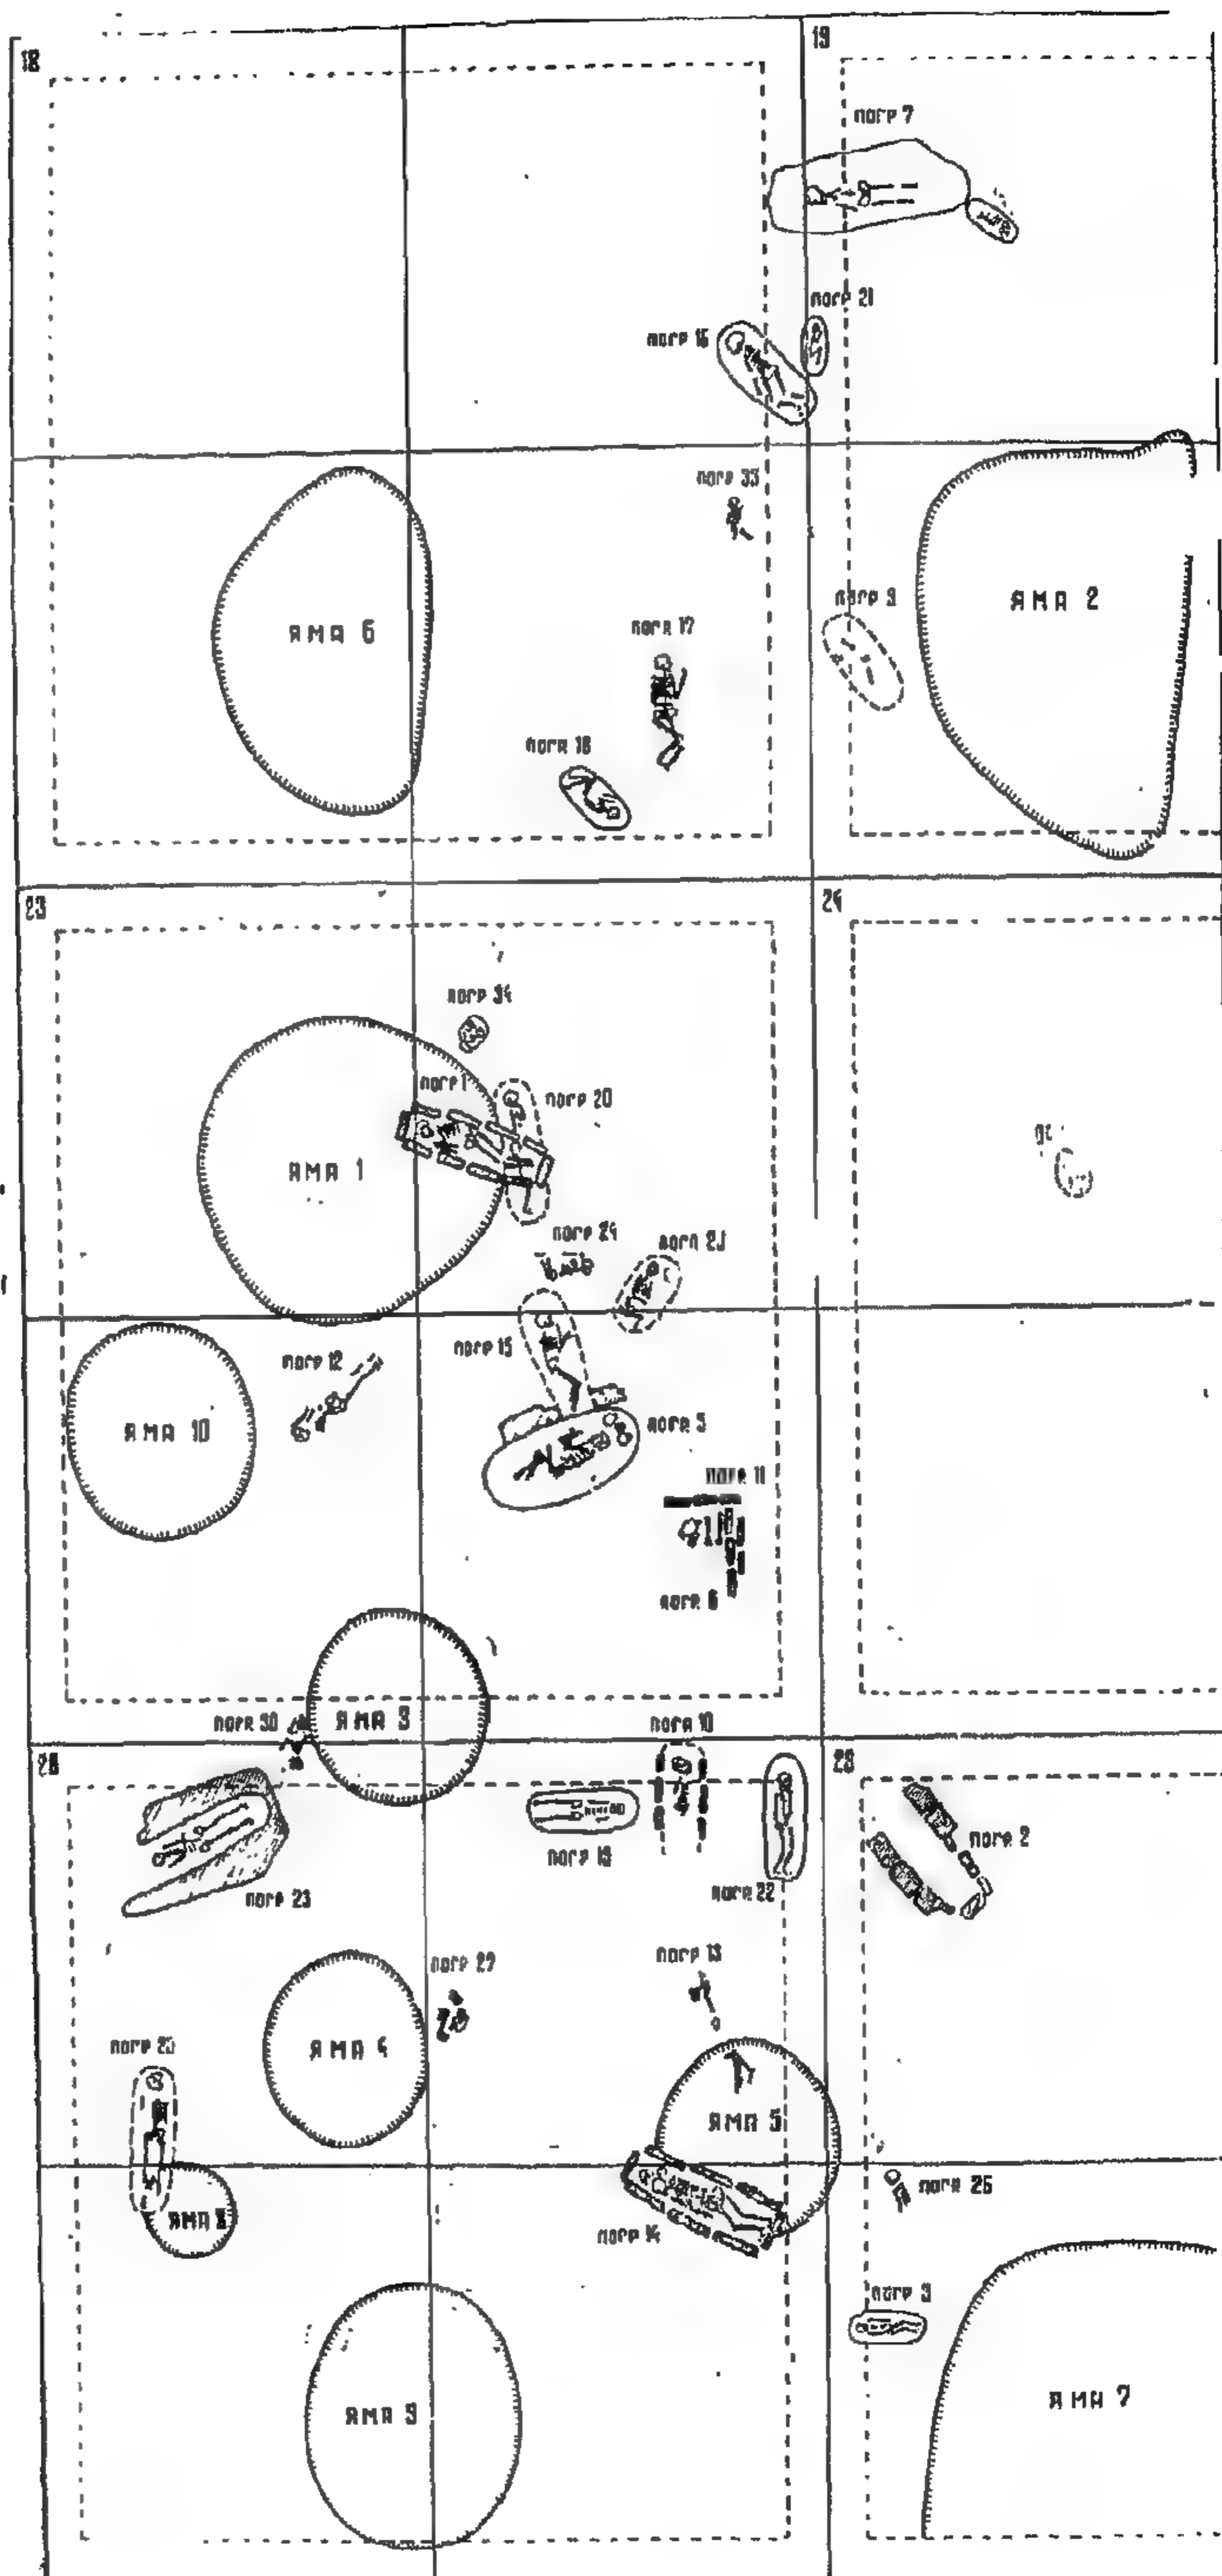 18
19
погр 7
погр 21
погр 16
погр 33
ЯМА 6
ЯМА 2
погр 9
погр 17
погр 18
23
24
погр 34
погр 1
погр 20
ЯМА 1
погр 24
погр
погр 15
погр 12
ЯМА 10
погр 5
погр 11
погр 6
погр 30
ЯМА 3
погр 10
28
погр 2
погр 19
погр 22
погр 23
погр 27
погр 13
ЯМА 4
погр 25
ЯМА 5
погр 26
ЯМА 8
погр 14
погр 3
ЯМА 9
ЯМА 7